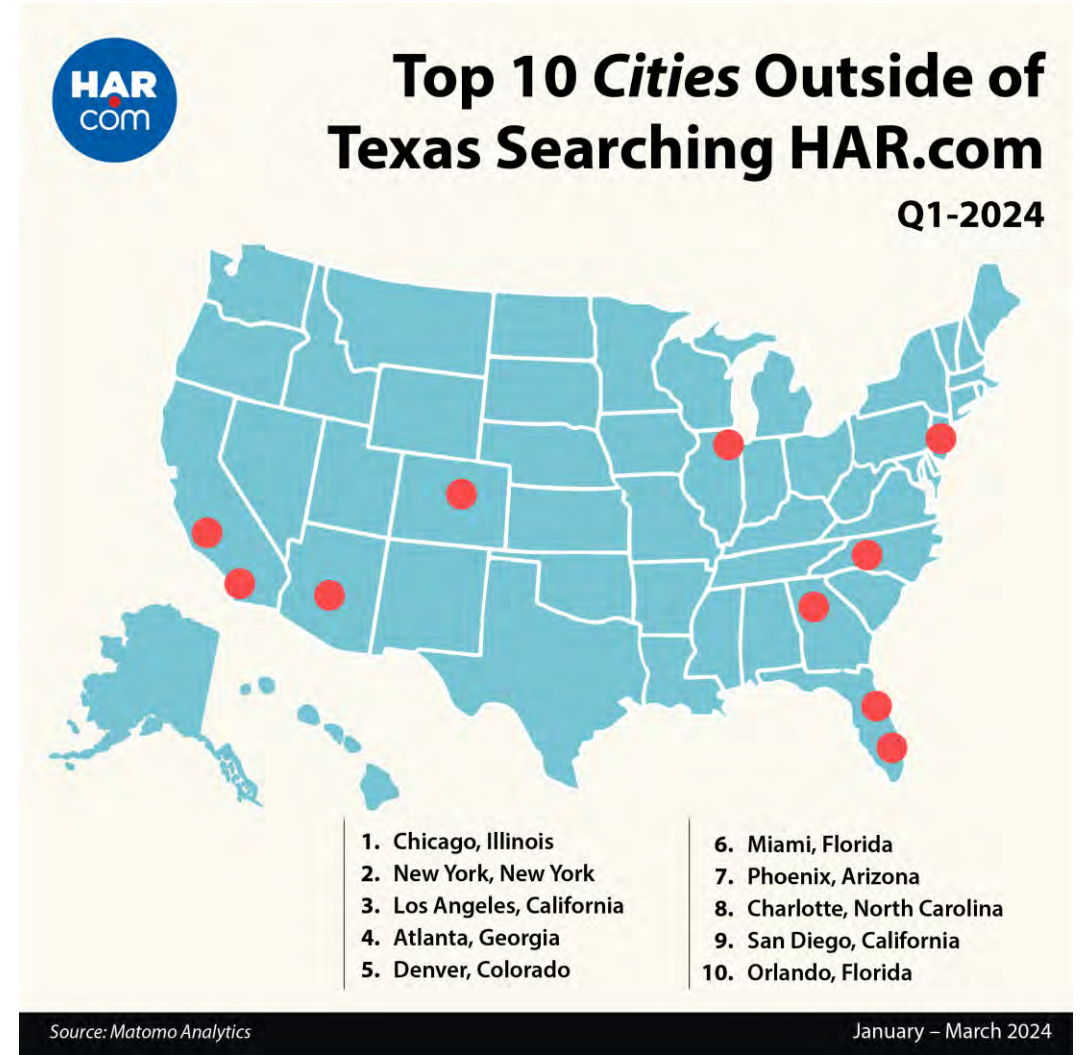 HAR
com
Top 10 Cities Outside of
Texas Searching HAR.com
Q1-2024
1. Chicago, Illinois
2. New York, New York
3. Los Angeles, California
4. Atlanta, Georgia
5. Denver, Colorado
6. Miami, Florida
7. Phoenix, Arizona
8. Charlotte, North Carolina
9. San Diego, California
10. Orlando, Florida
Source: Matomo Analytics
January – March 2024